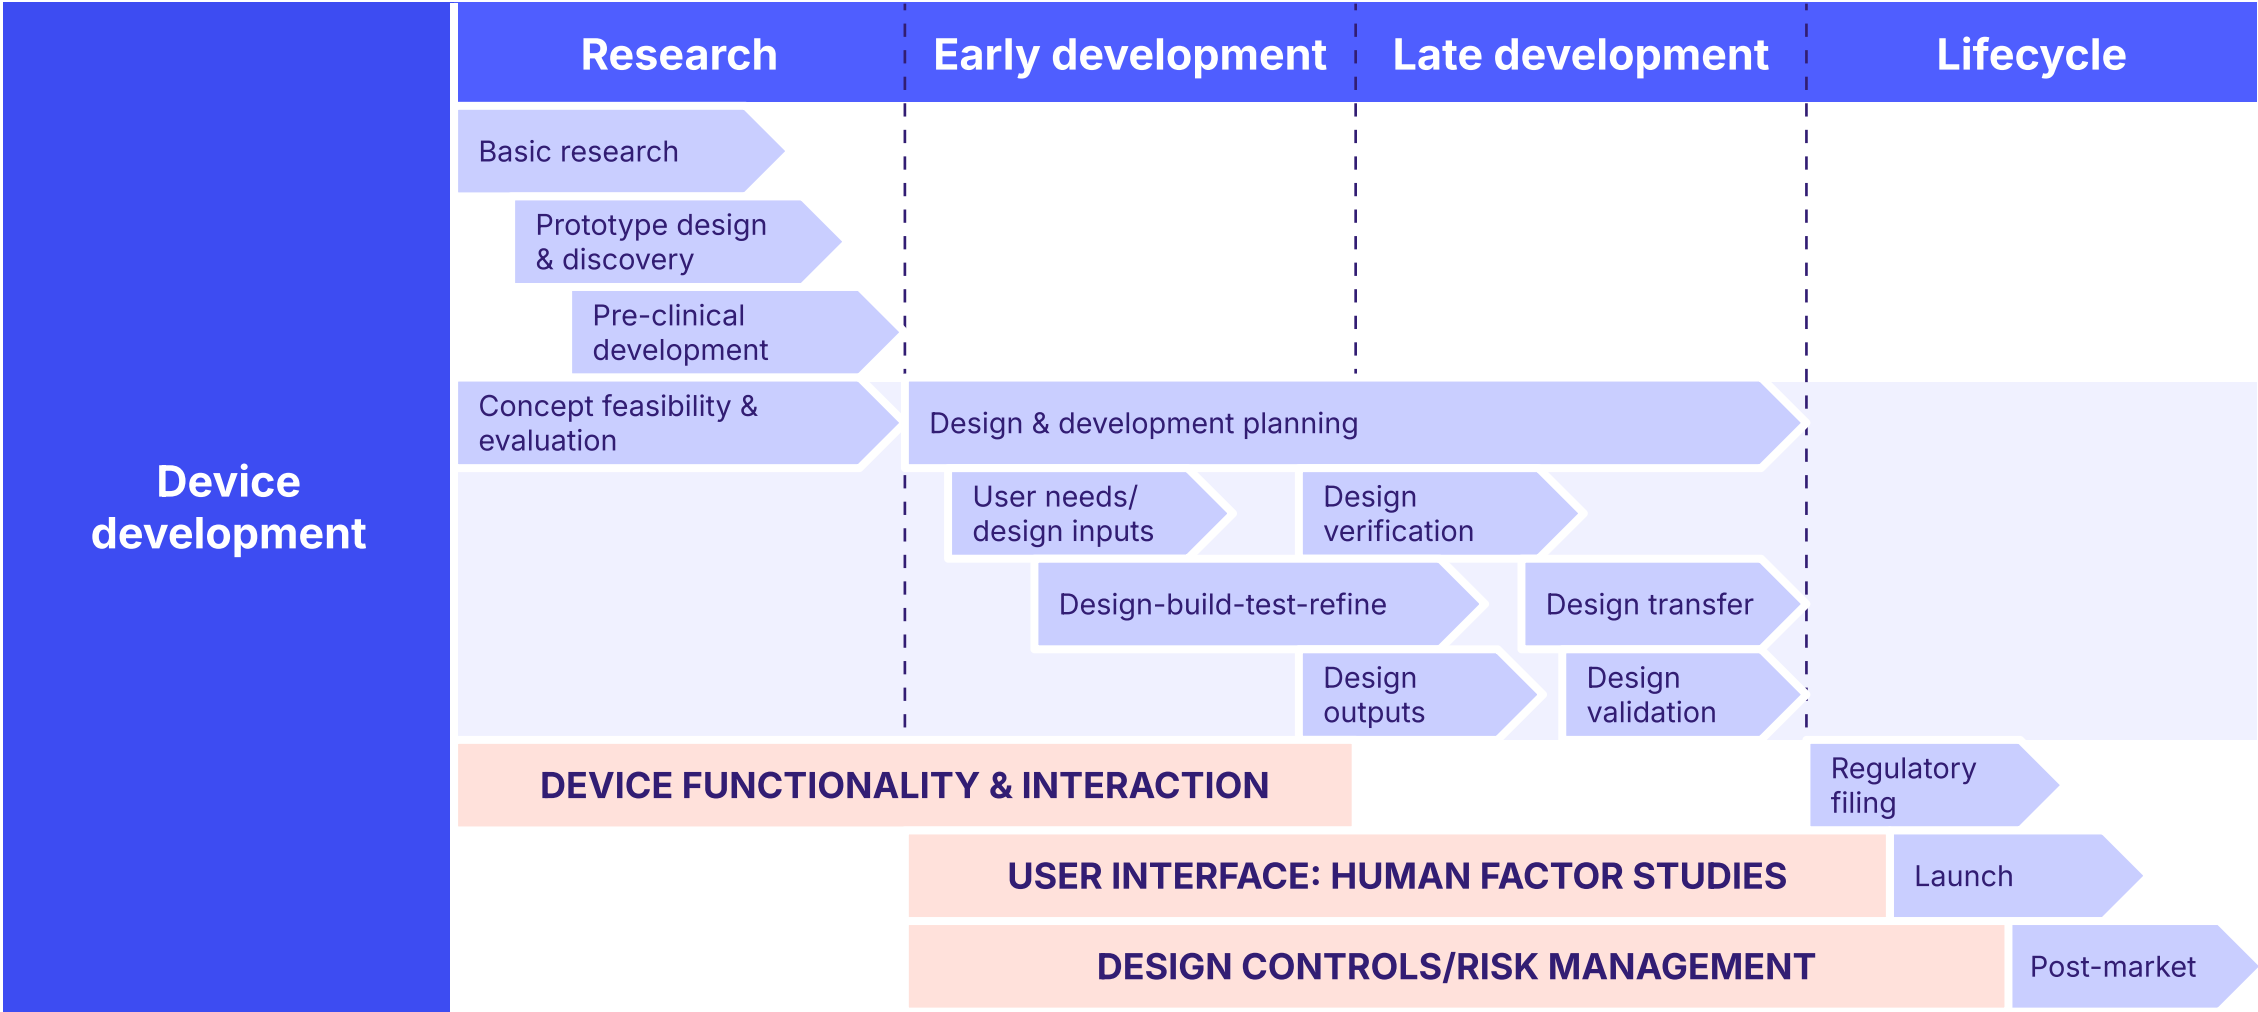 Research
Early development
Late development
Lifecycle
Device
development
Basic research
Prototype design
& discovery
Pre-clinical
development
Concept feasibility &
evaluation
Design & development planning
User needs/
design inputs
Design
verification
Design-build-test-refine
Design transfer
Design
outputs
Design
validation
DEVICE FUNCTIONALITY & INTERACTION
Regulatory
filing
USER INTERFACE: HUMAN FACTOR STUDIES
Launch
DESIGN CONTROLS/RISK MANAGEMENT
Post-market